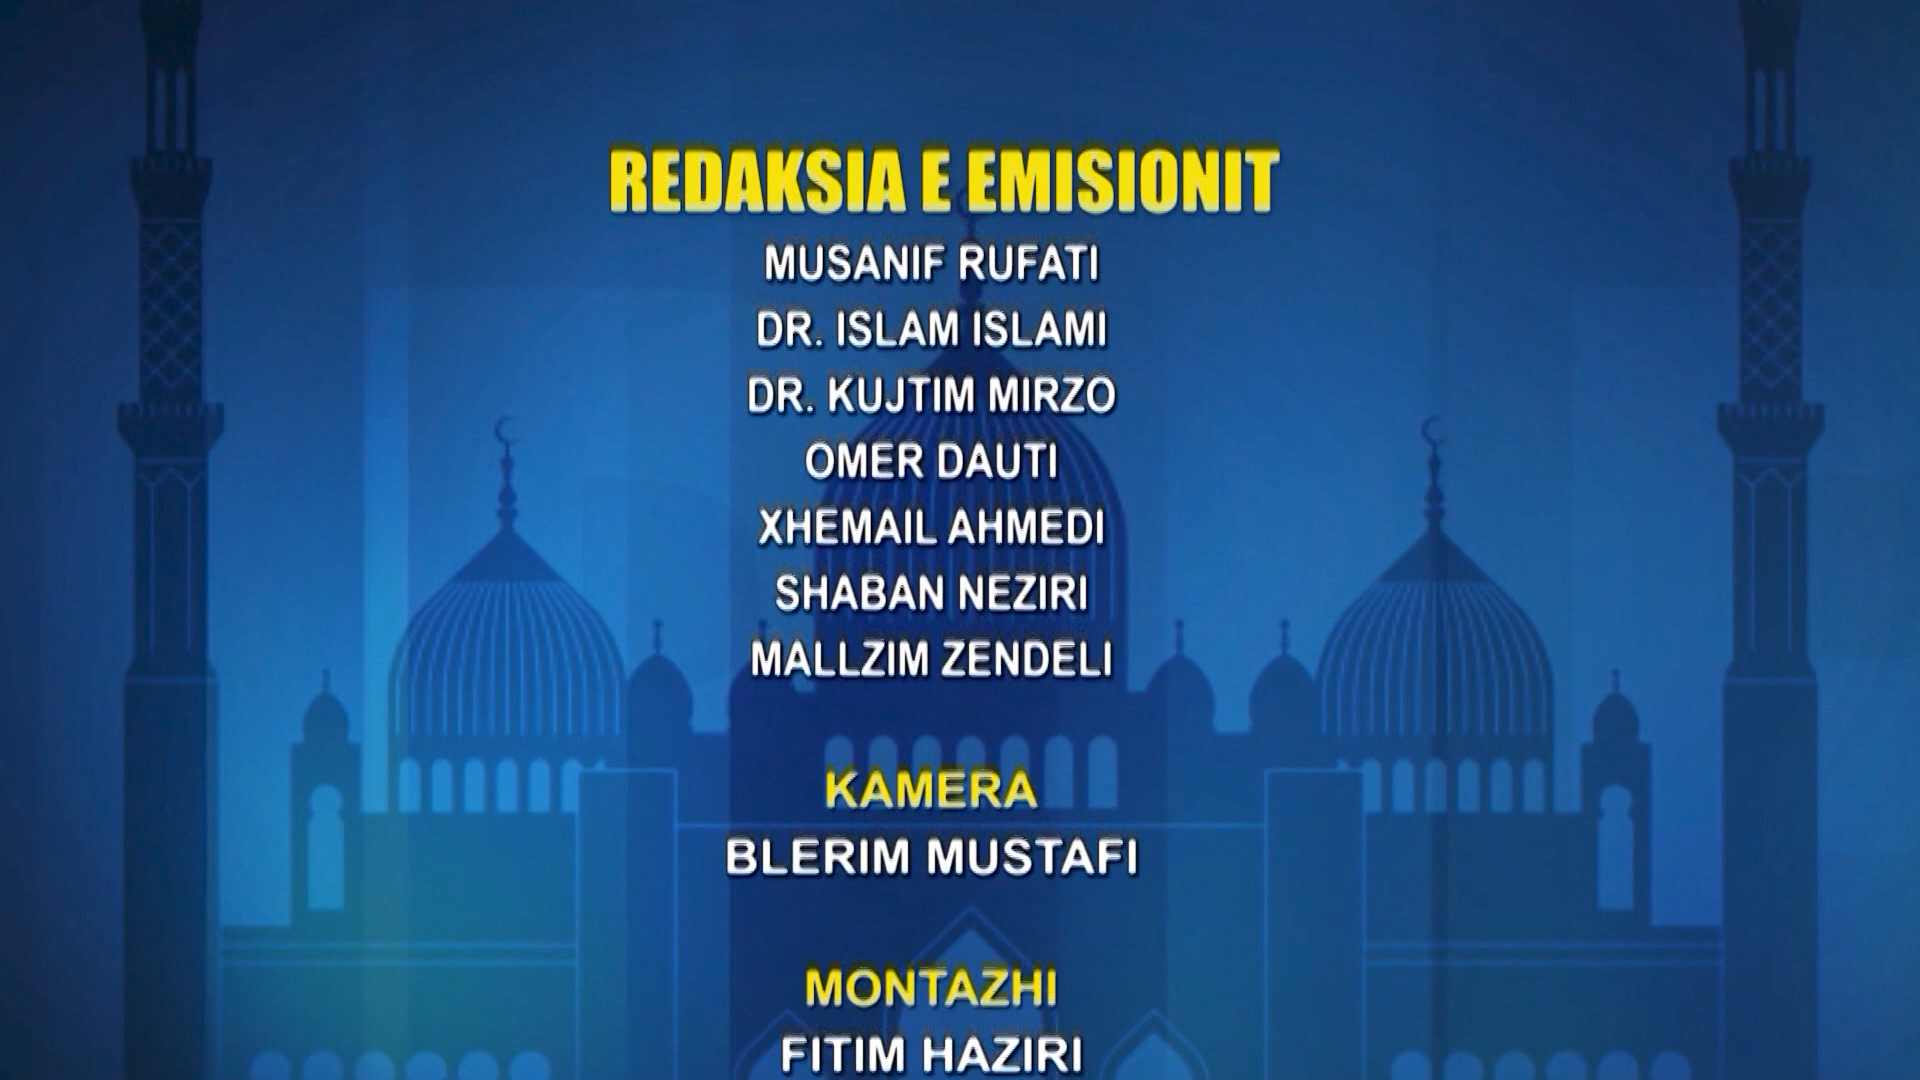 REDAKSIA E EMISIONIT
MUSANIF RUFATI
DR. ISLAM ISLAMI
DR. KUJTIM MIRZO
OMER DAUTI
XHEMAIL AHMEDI
SHABAN NEZIRI
MALLZIM ZENDELI
KAMERA
BLERIM MUSTAFI
MONTAZHI
FITIM HAZIRI